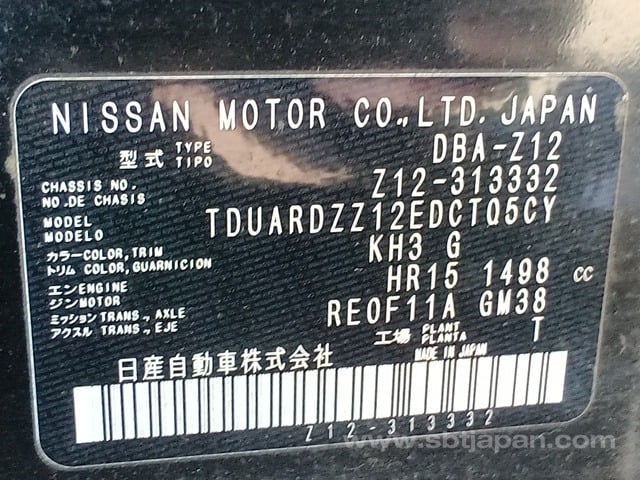 NISSAN MOTOR CO.,LTD. JAPAN
型式 TYPE TIPO DBA-Z12
CHASSIS NO. NO.DE CHASIS Z12-313332
MODEL MODELO TDUARDZZ12EDCTQ5CY
カラー COLOR, TRIM トリム COLOR, GUARNICION KH3 G
エンジン ENGINE MOTOR HR15 1498 cc
ミッション TRANS., AXLE アクスル TRANS., EJE RE0F11A GM38
工場 PLANT PLANTA T
日産自動車株式会社 MADE IN JAPAN
Z12-313332
www.sbtjapan.com